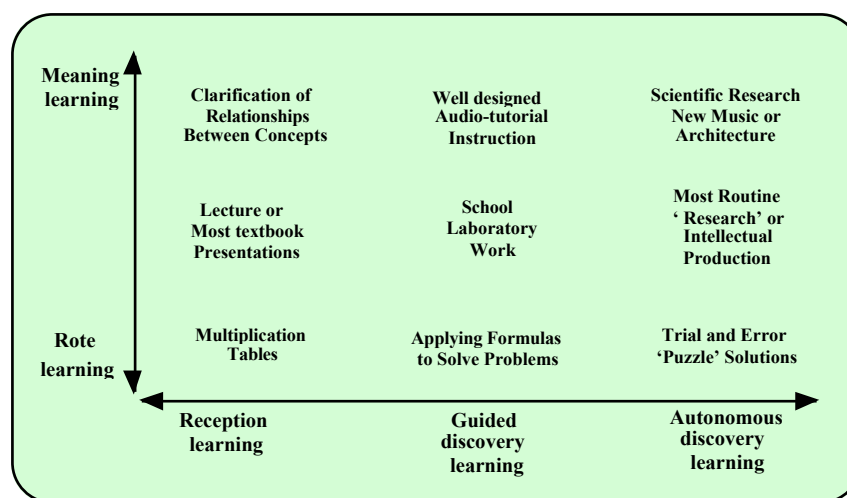 Meaning
learning
Clarification of
Relationships
Between Concepts
Well designed
Audio-tutorial
Instruction
Scientific Research
New Music or
Architecture
Lecture or
Most textbook
Presentations
School
Laboratory
Work
Most Routine
‘ Research’ or
Intellectual
Production
Rote
learning
Multiplication
Tables
Applying Formulas
to Solve Problems
Trial and Error
‘Puzzle’ Solutions
Reception
learning
Guided
discovery
learning
Autonomous
discovery
learning